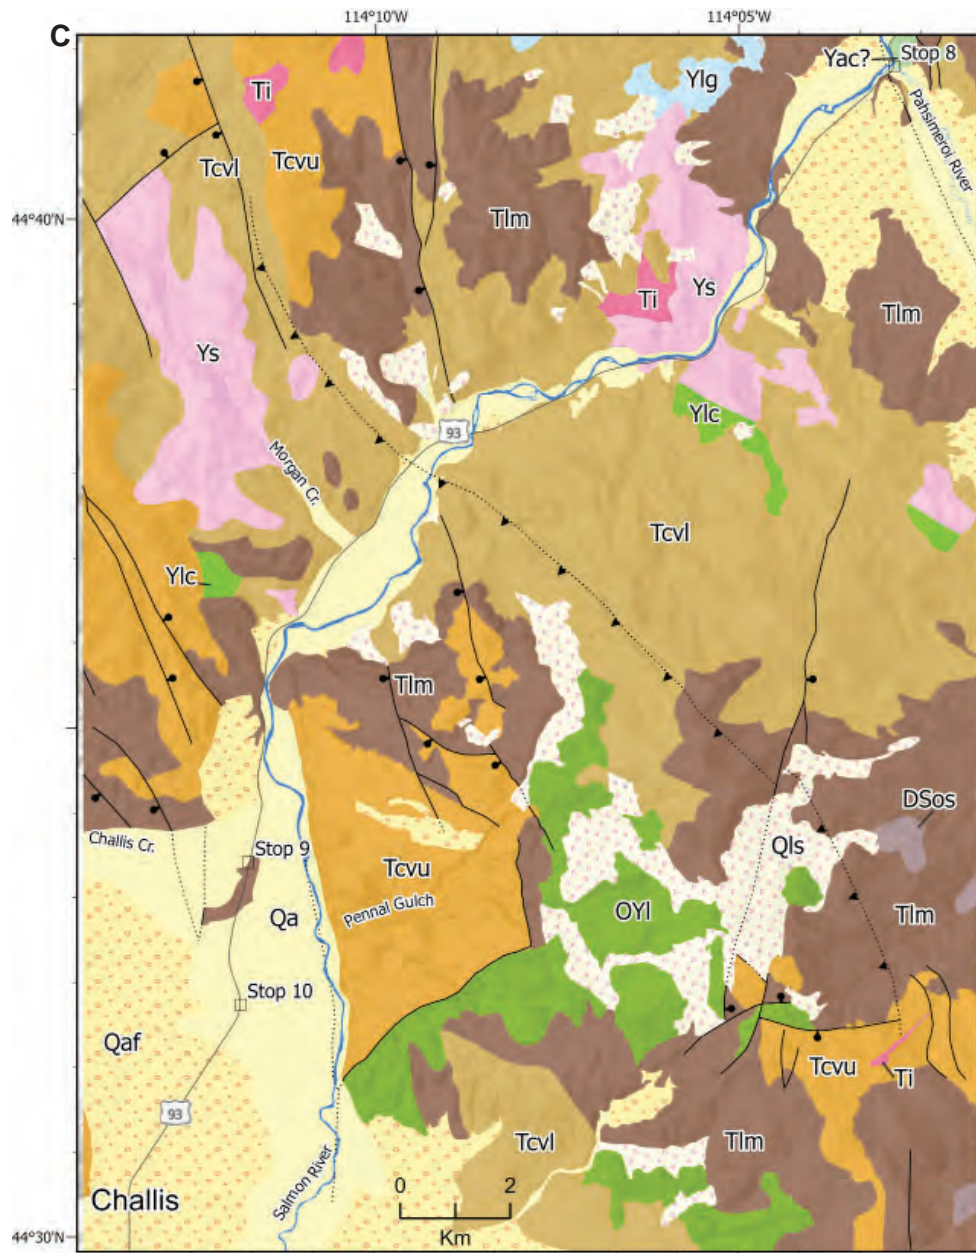 C
114°10'W
114°05'W
Yac?
Stop 8
Ylg
Ti
Tcvl
Tcvu
Pahsimeroi River
44°40'N
Tlm
Ti
Ys
Tlm
Ys
Ylc
93
Morgan Cr.
Tcvl
Ylc
Tlm
DSos
Challis Cr.
Stop 9
Qls
Tcvu
Qa
Pennal Gulch
OYl
Tlm
Stop 10
Qaf
Tcvu
Ti
93
Tcvl
Tlm
Salmon River
0
2
Km
Challis
44°30'N